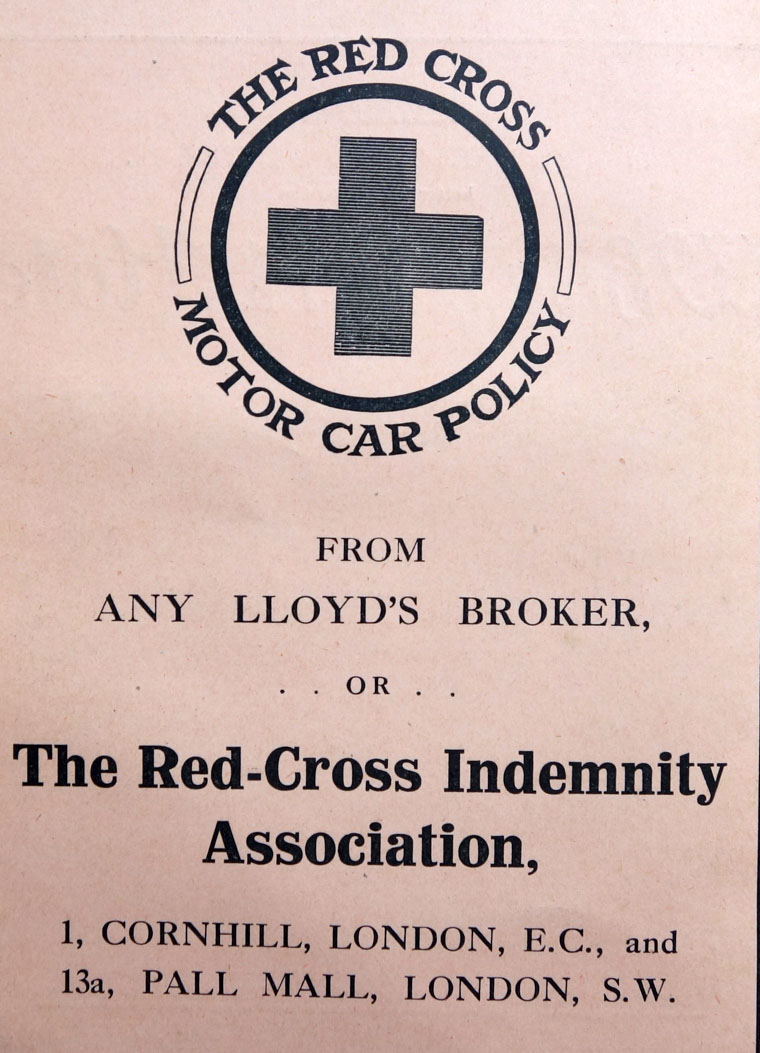 THE RED CROSS
MOTOR CAR POLICY
FROM
ANY LLOYD'S BROKER,
. . OR . .
The Red-Cross Indemnity
Association,
1, CORNHILL, LONDON, E.C., and
13a, PALL MALL, LONDON, S.W.